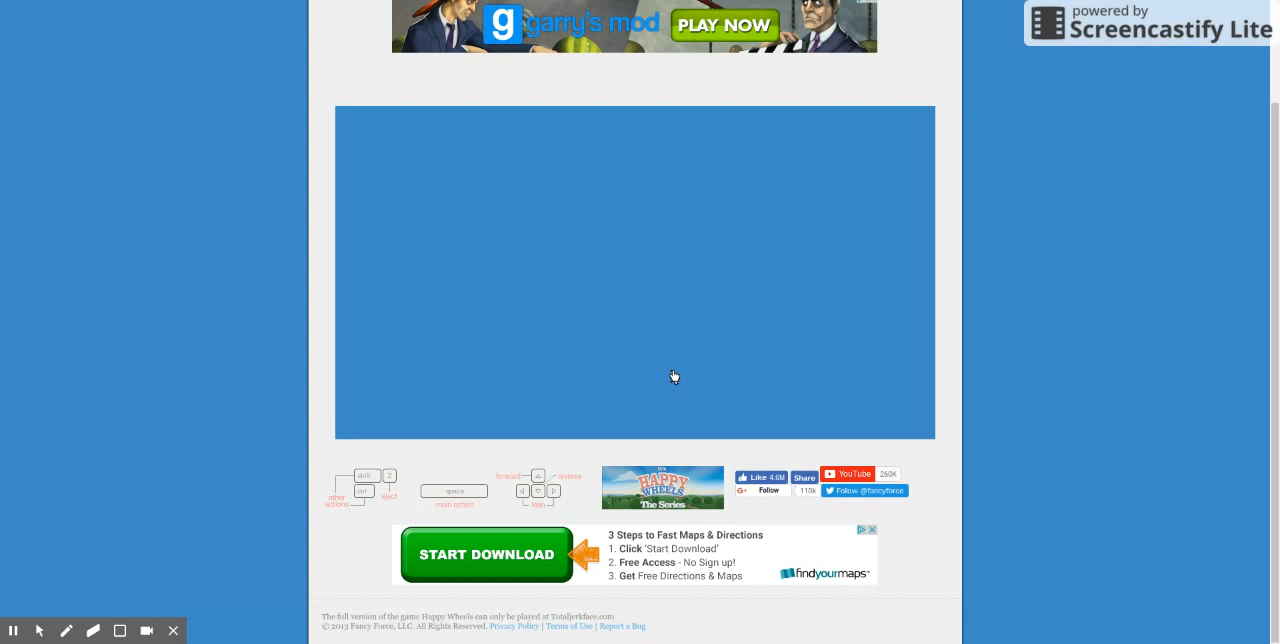 powered by
Screencastify Lite
g garry's mod PLAY NOW
shift Z
ctrl
other
actions
eject
space
main action
forward reverse
lean
It's
HAPPY
WHEELS
The Series
Like 4.6M Share
YouTube 260K
G+ Follow 110k
Follow @fancyforce
START DOWNLOAD
3 Steps to Fast Maps & Directions
1. Click 'Start Download'
2. Free Access - No Sign up!
3. Get Free Directions & Maps
findyourmaps™
The full version of the game Happy Wheels can only be played at Totaljerkface.com
© 2013 Fancy Force, LLC. All Rights Reserved. Privacy Policy | Terms of Use | Report a Bug